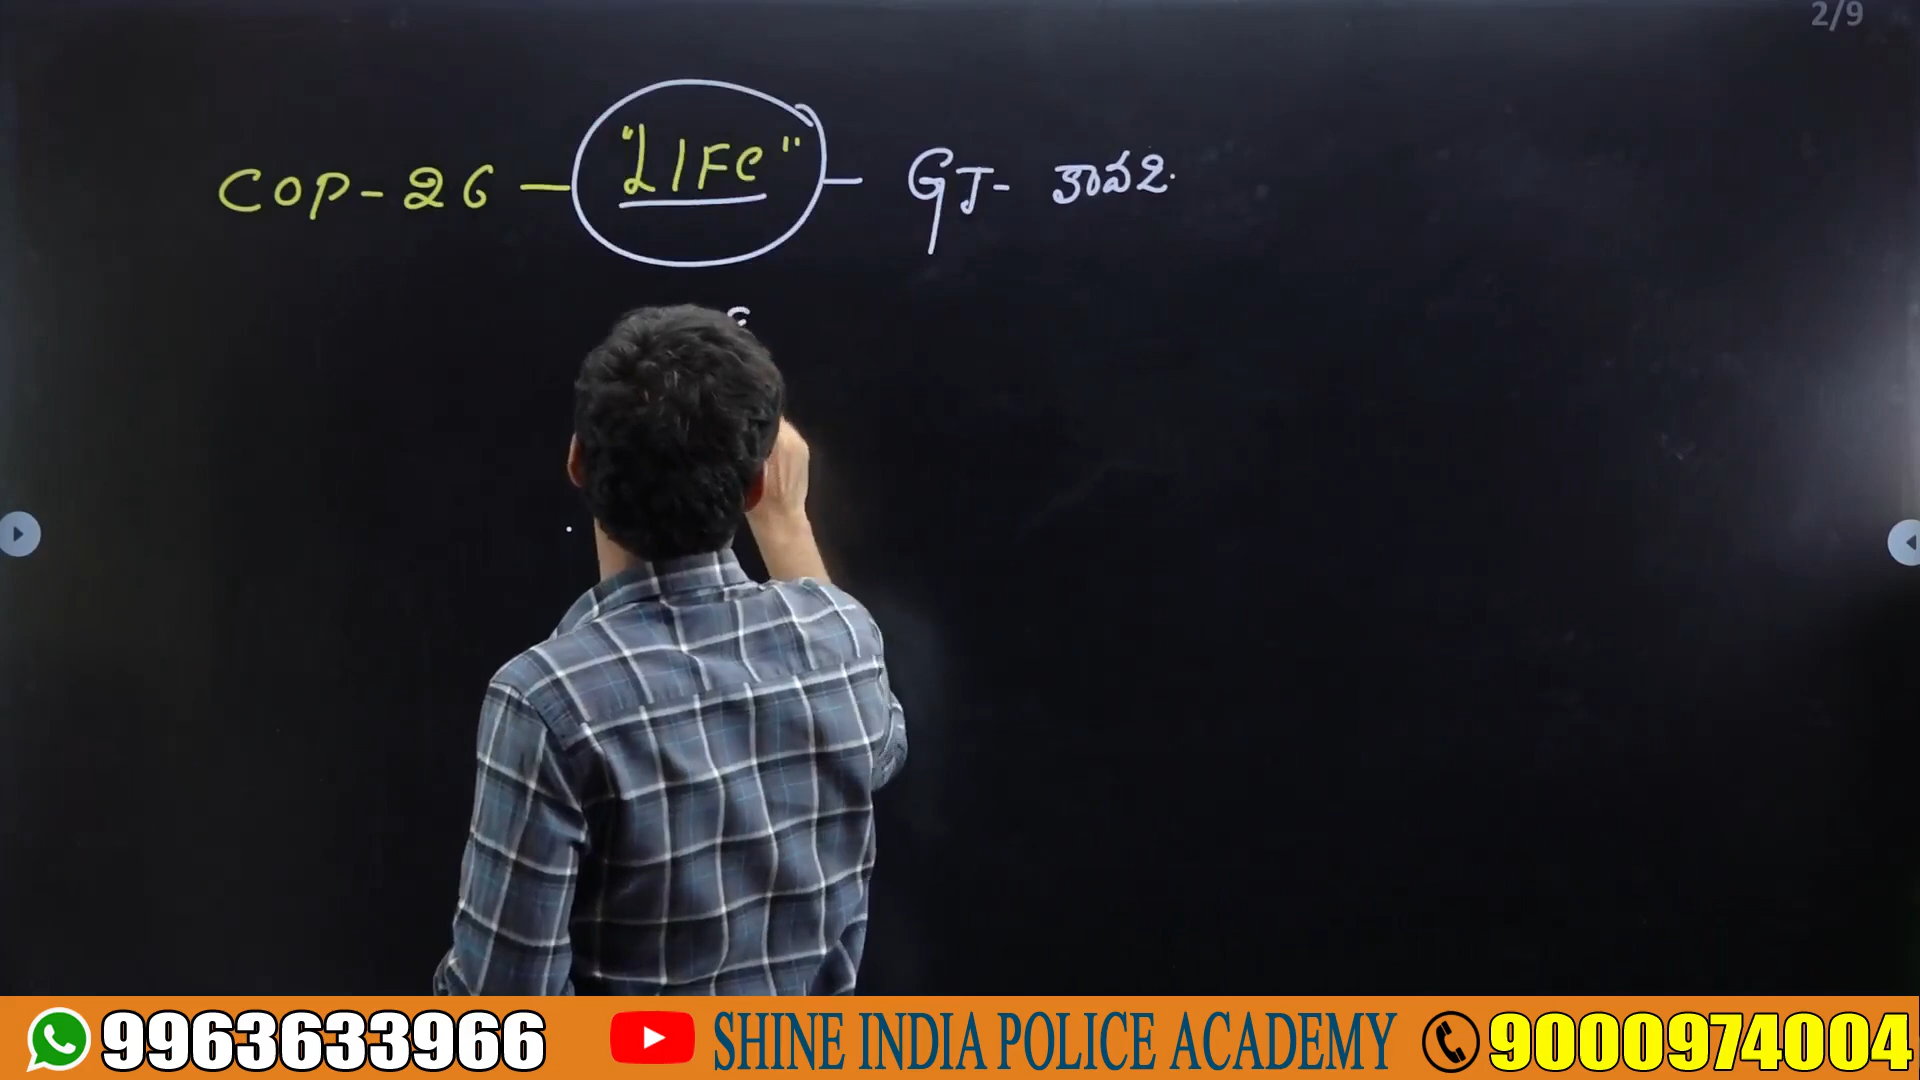 2/9
COP-26 - "LIFE" - GJ- కావడి.
9963633966 SHINE INDIA POLICE ACADEMY 9000974004